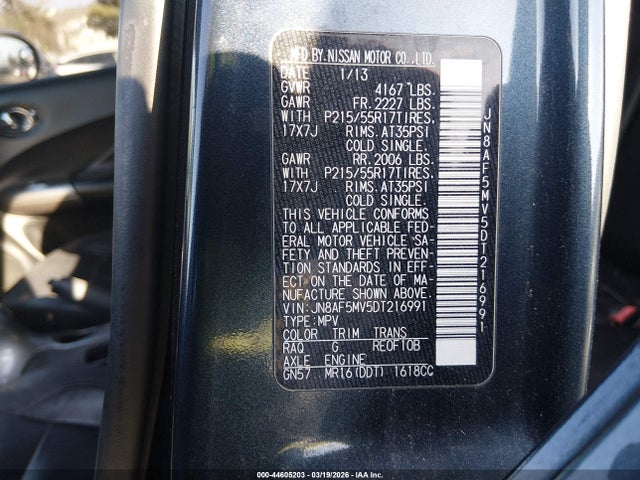 MFD BY NISSAN MOTOR CO., LTD.
DATE 1/13
GVWR 4167 LBS.
GAWR FR. 2227 LBS.
WITH P215/55R17TIRES.
17X7J RIMS. AT35PSI
COLD SINGLE.
GAWR RR. 2006 LBS.
WITH P215/55R17TIRES.
17X7J RIMS. AT35PSI
COLD SINGLE.
THIS VEHICLE CONFORMS
TO ALL APPLICABLE FED-
ERAL MOTOR VEHICLE SA-
FETY AND THEFT PREVEN-
TION STANDARDS IN EFF-
ECT ON THE DATE OF MA-
NUFACTURE SHOWN ABOVE.
VIN: JN8AF5MV5DT216991
TYPE: MPV
COLOR TRIM TRANS
RAQ G RE0F10B
AXLE ENGINE
GN57 MR16(DDT) 1618CC
JN8AF5MV5DT216991
000-44605203 - 03/19/2026 - IAA Inc.